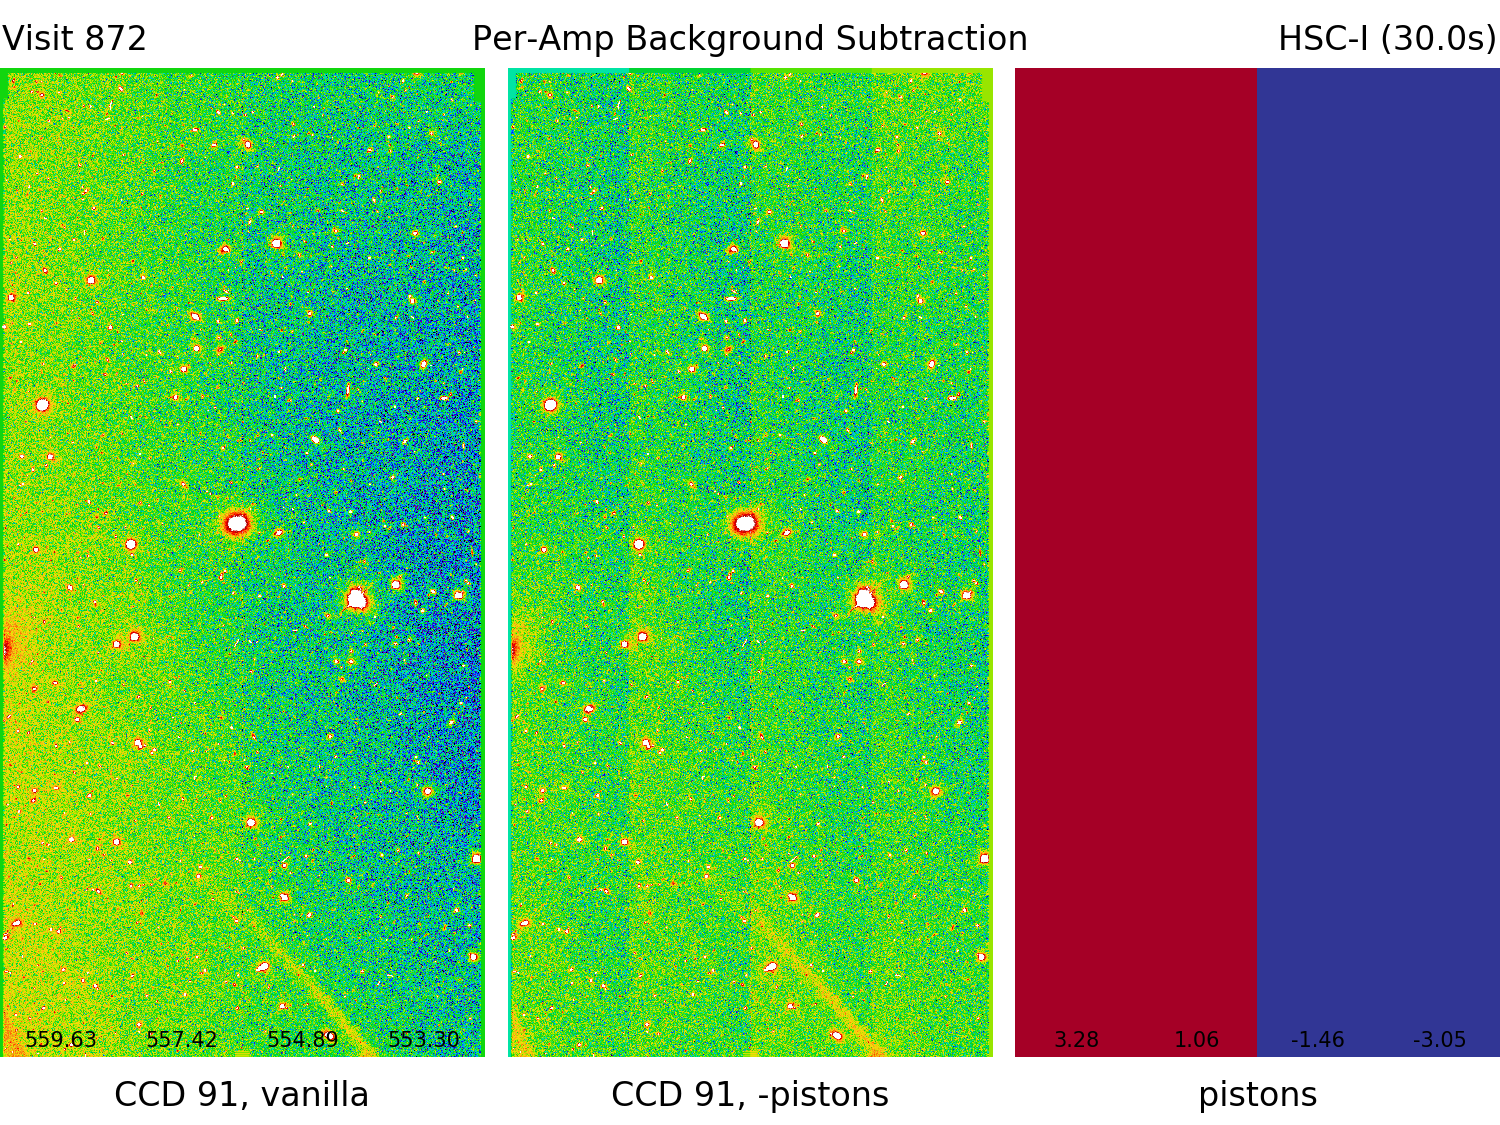 Visit 872 Per-Amp Background Subtraction HSC-I (30.0s)
559.63 557.42 554.89 553.30 3.28 1.06 -1.46 -3.05
CCD 91, vanilla CCD 91, -pistons pistons